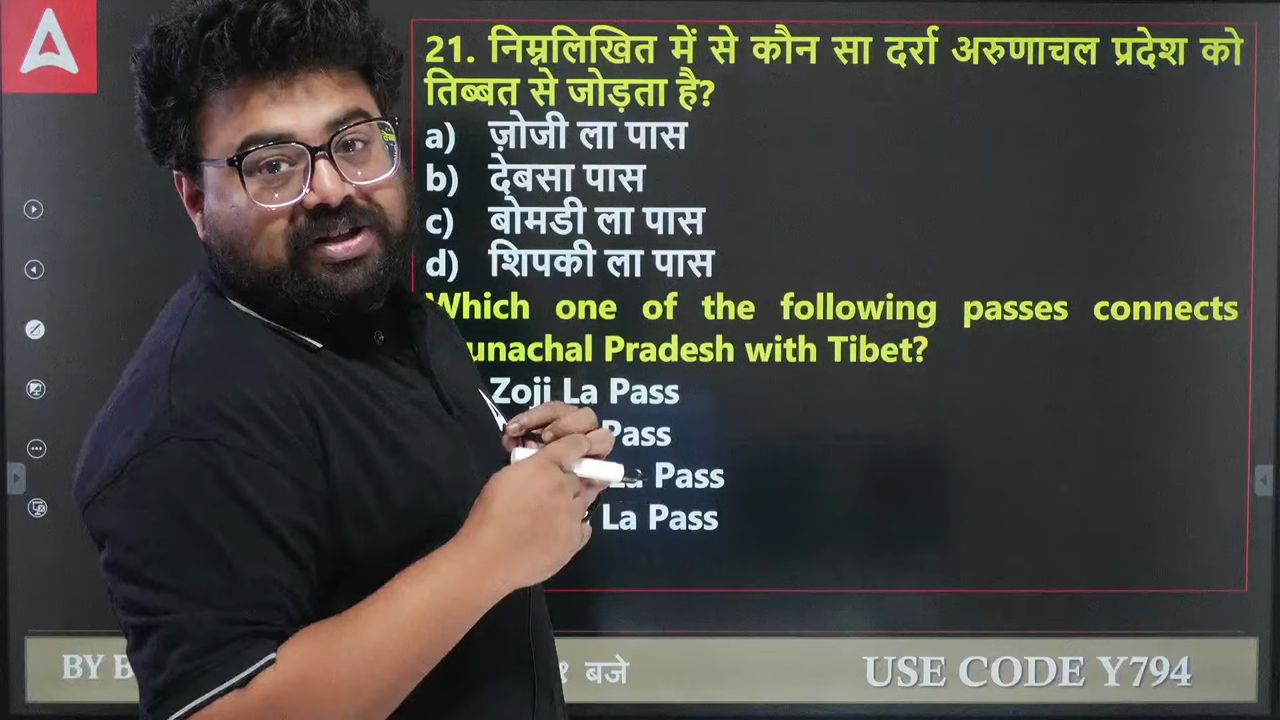 21. निम्नलिखित में से कौन सा दर्रा अरुणाचल प्रदेश को
तिब्बत से जोड़ता है?
a) ज़ोजी ला पास
b) देबसा पास
c) बोमडी ला पास
d) शिपकी ला पास
Which one of the following passes connects
unachal Pradesh with Tibet?
Zoji La Pass
Pass
La Pass
La Pass
BY B
बजे
USE CODE Y794